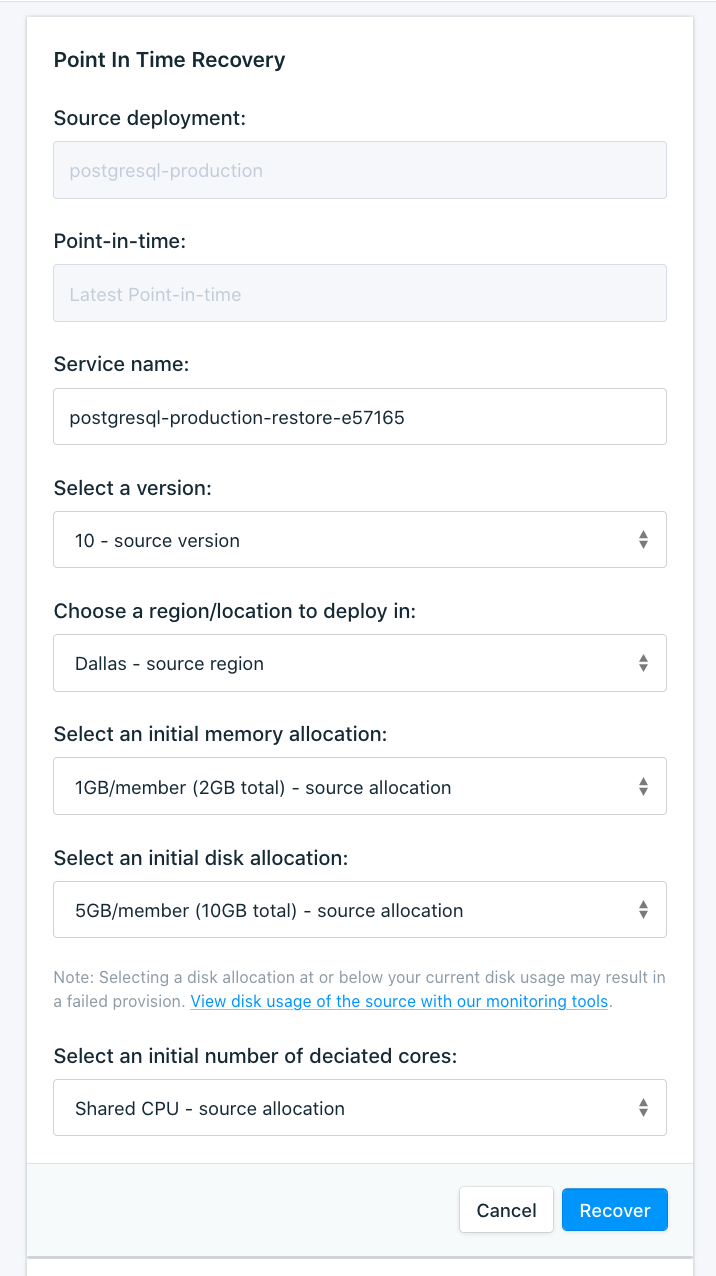 Point In Time Recovery
Source deployment:
postgresql-production
Point-in-time:
Latest Point-in-time
Service name:
postgresql-production-restore-e57165
Select a version:
10 - source version
Choose a region/location to deploy in:
Dallas - source region
Select an initial memory allocation:
1GB/member (2GB total) - source allocation
Select an initial disk allocation:
5GB/member (10GB total) - source allocation
Note: Selecting a disk allocation at or below your current disk usage may result in
a failed provision. View disk usage of the source with our monitoring tools.
Select an initial number of deciated cores:
Shared CPU - source allocation
Cancel Recover